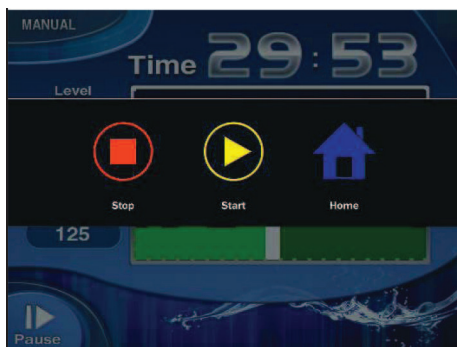 MANUAL
Time 29:53
Level
Stop Start Home
125
Pause